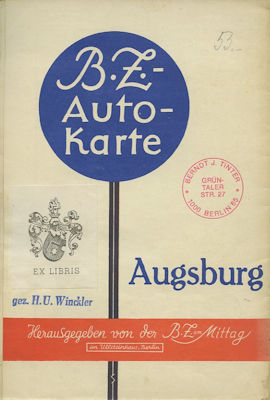 53.-
B.Z.-
Auto-
Karte
BERNDT J. TINTER
GRÜN-
TALER
STR. 27
1000 BERLIN 65
EX LIBRIS
Augsburg
gez. H. U. Winckler
Herausgegeben von der B.Z. am Mittag
im Ullsteinhaus, Berlin